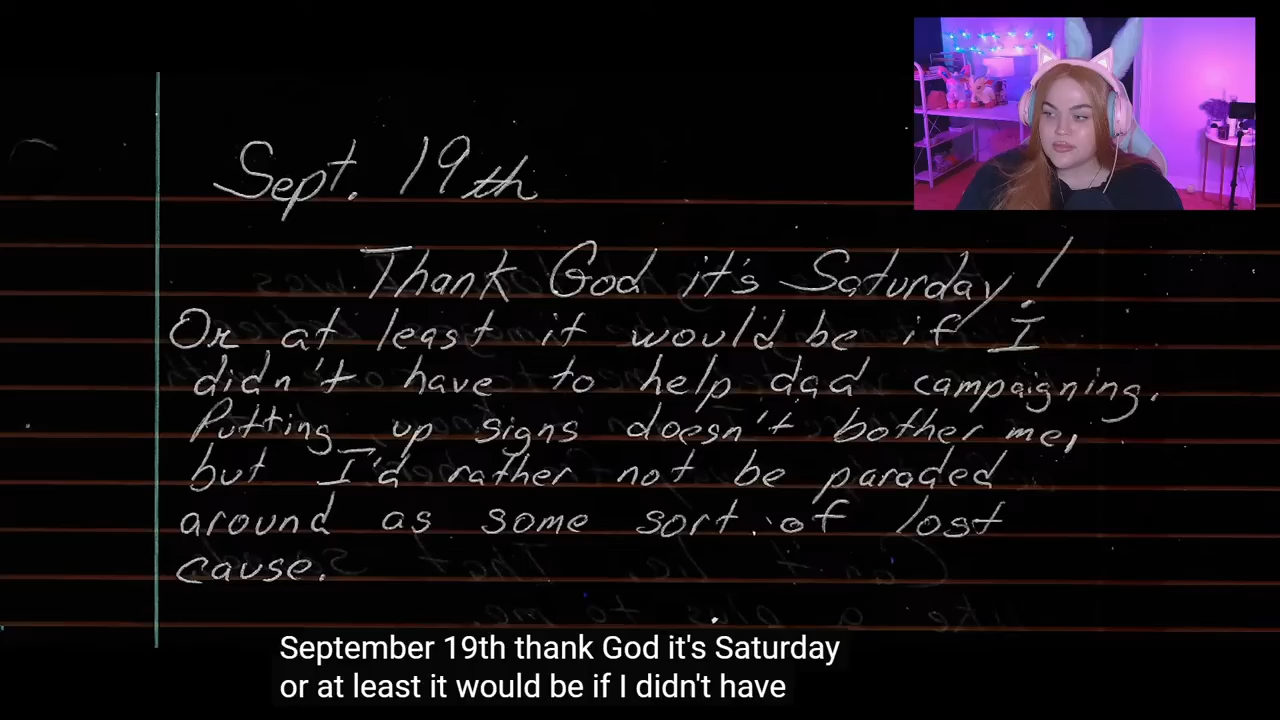 Sept. 19th
Thank God it's Saturday!
Or at least it would be if I
didn't have to help dad campaigning.
Putting up signs doesn't bother me,
but I'd rather not be paraded
around as some sort of lost
cause.
September 19th thank God it's Saturday
or at least it would be if I didn't have